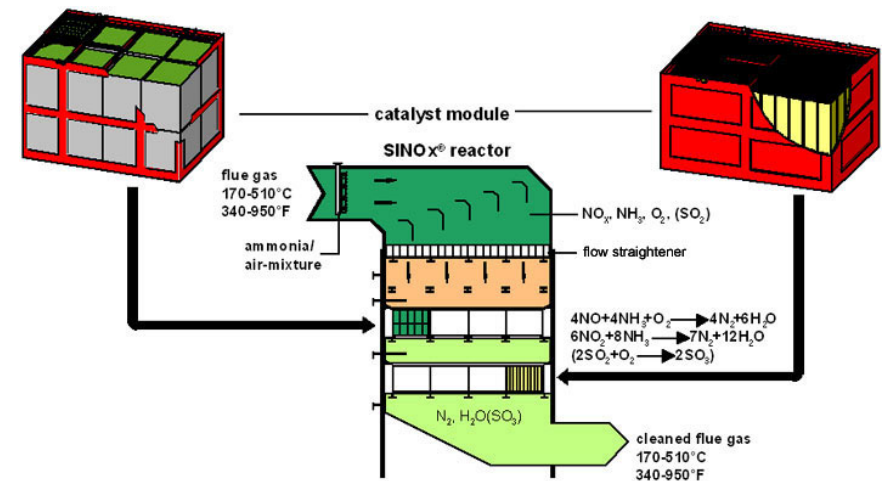 catalyst module
SINOx® reactor
flue gas
170-510°C
340-950°F
ammonia/
air-mixture
NOₓ, NH₃, O₂, (SO₂)
flow straightener
4NO+4NH₃+O₂→4N₂+6H₂O
6NO₂+8NH₃→7N₂+12H₂O
(2SO₂+O₂→2SO₃)
N₂, H₂O(SO₃)
cleaned flue gas
170-510°C
340-950°F